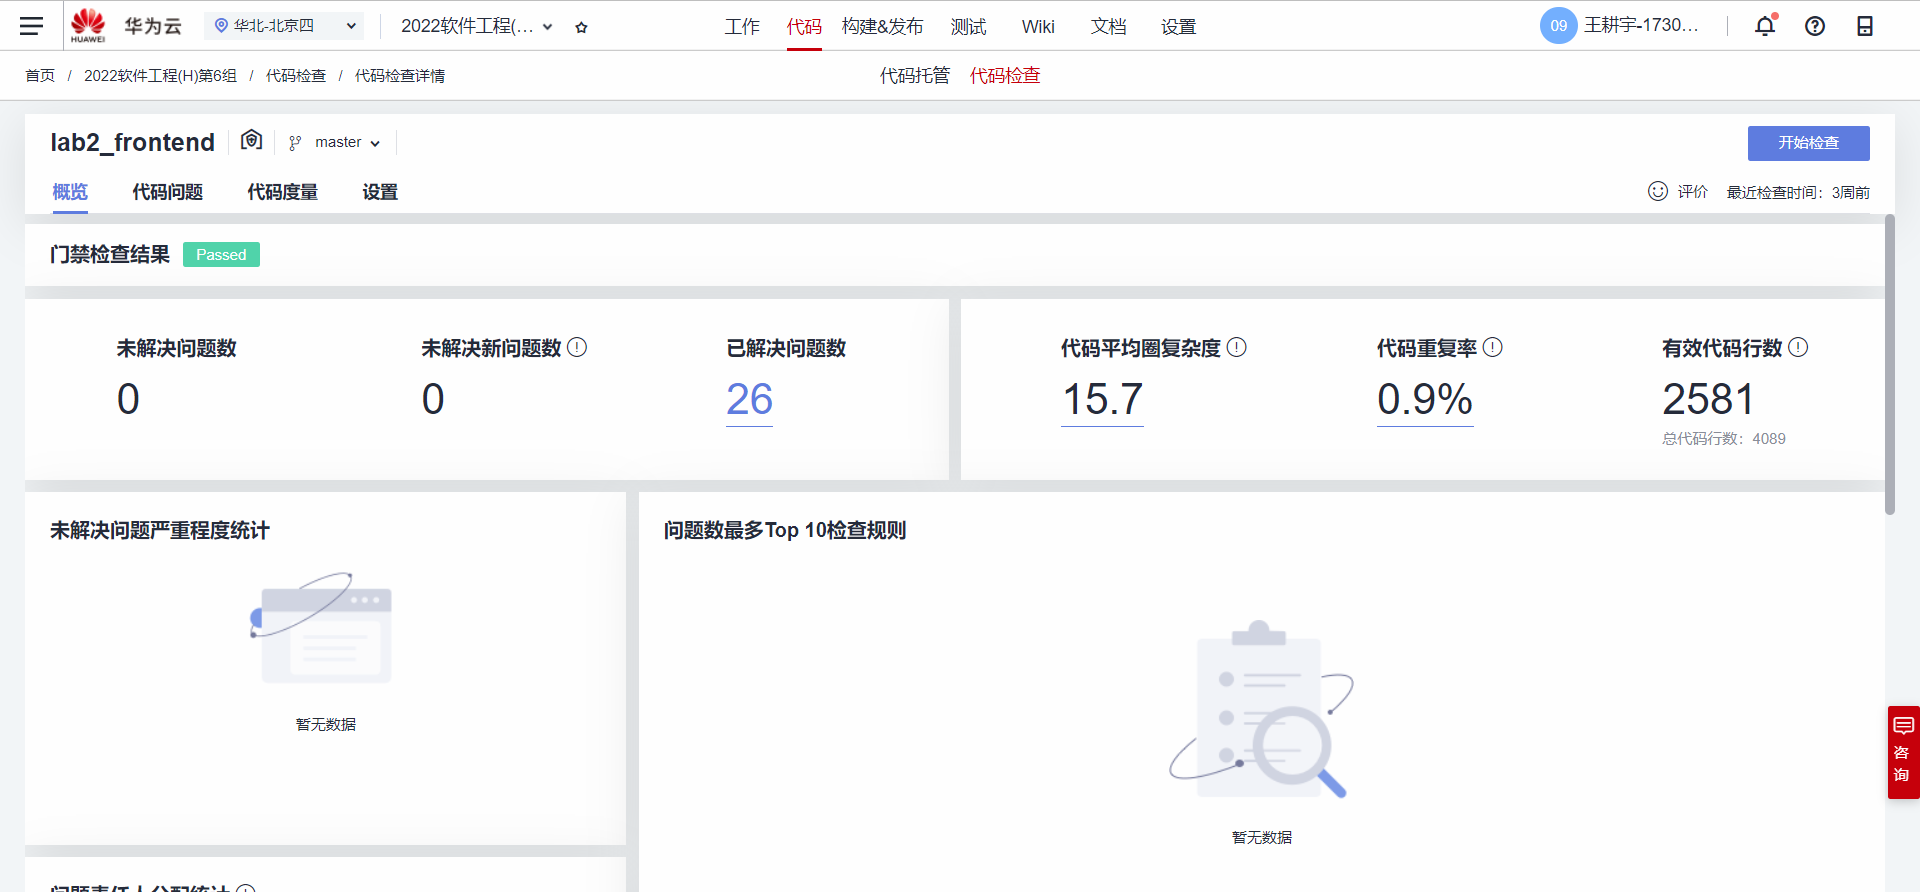 HUAWEI 华为云 华北-北京四 2022软件工程(... 工作 代码 构建&发布 测试 Wiki 文档 设置 09 王耕宇-1730...
首页 / 2022软件工程(H)第6组 / 代码检查 / 代码检查详情 代码托管 代码检查
lab2_frontend master 开始检查
概览 代码问题 代码度量 设置 评价 最近检查时间：3周前
门禁检查结果 Passed
未解决问题数 未解决新问题数 已解决问题数 代码平均圈复杂度 代码重复率 有效代码行数
0 0 26 15.7 0.9% 2581
总代码行数：4089
未解决问题严重程度统计 问题数最多Top 10检查规则
暂无数据
咨询
暂无数据
问题责任人分配统计